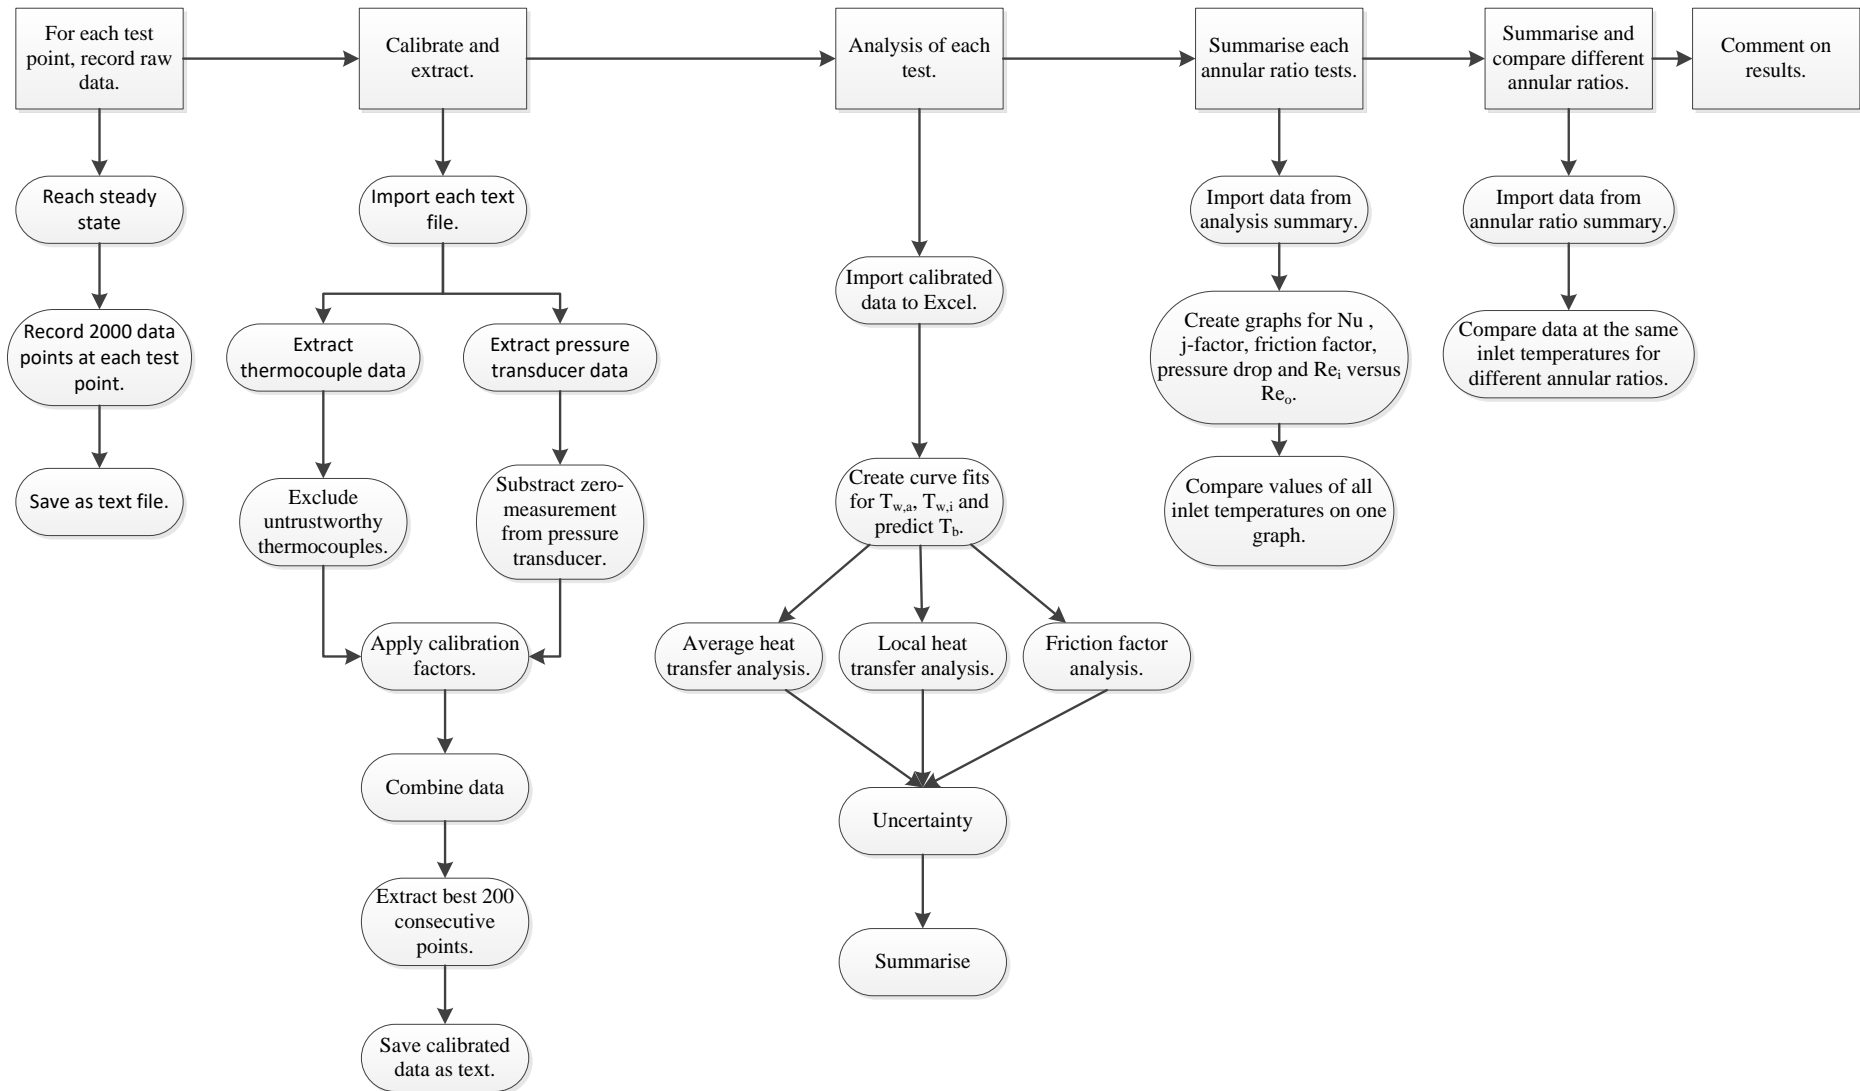 For each test
point, record raw
data.
Calibrate and
extract.
Analysis of each
test.
Summarise each
annular ratio tests.
Summarise and
compare different
annular ratios.
Comment on
results.
Reach steady
state
Record 2000 data
points at each test
point.
Save as text file.
Import each text
file.
Extract
thermocouple data
Extract pressure
transducer data
Exclude
untrustworthy
thermocouples.
Substract zero-
measurement
from pressure
transducer.
Apply calibration
factors.
Combine data
Extract best 200
consecutive
points.
Save calibrated
data as text.
Import calibrated
data to Excel.
Create curve fits
for Tw,a, Tw,i and
predict Tb.
Average heat
transfer analysis.
Local heat
transfer analysis.
Friction factor
analysis.
Uncertainty
Summarise
Import data from
analysis summary.
Create graphs for Nu ,
j-factor, friction factor,
pressure drop and Rei versus
Reo.
Compare values of all
inlet temperatures on one
graph.
Import data from
annular ratio summary.
Compare data at the same
inlet temperatures for
different annular ratios.